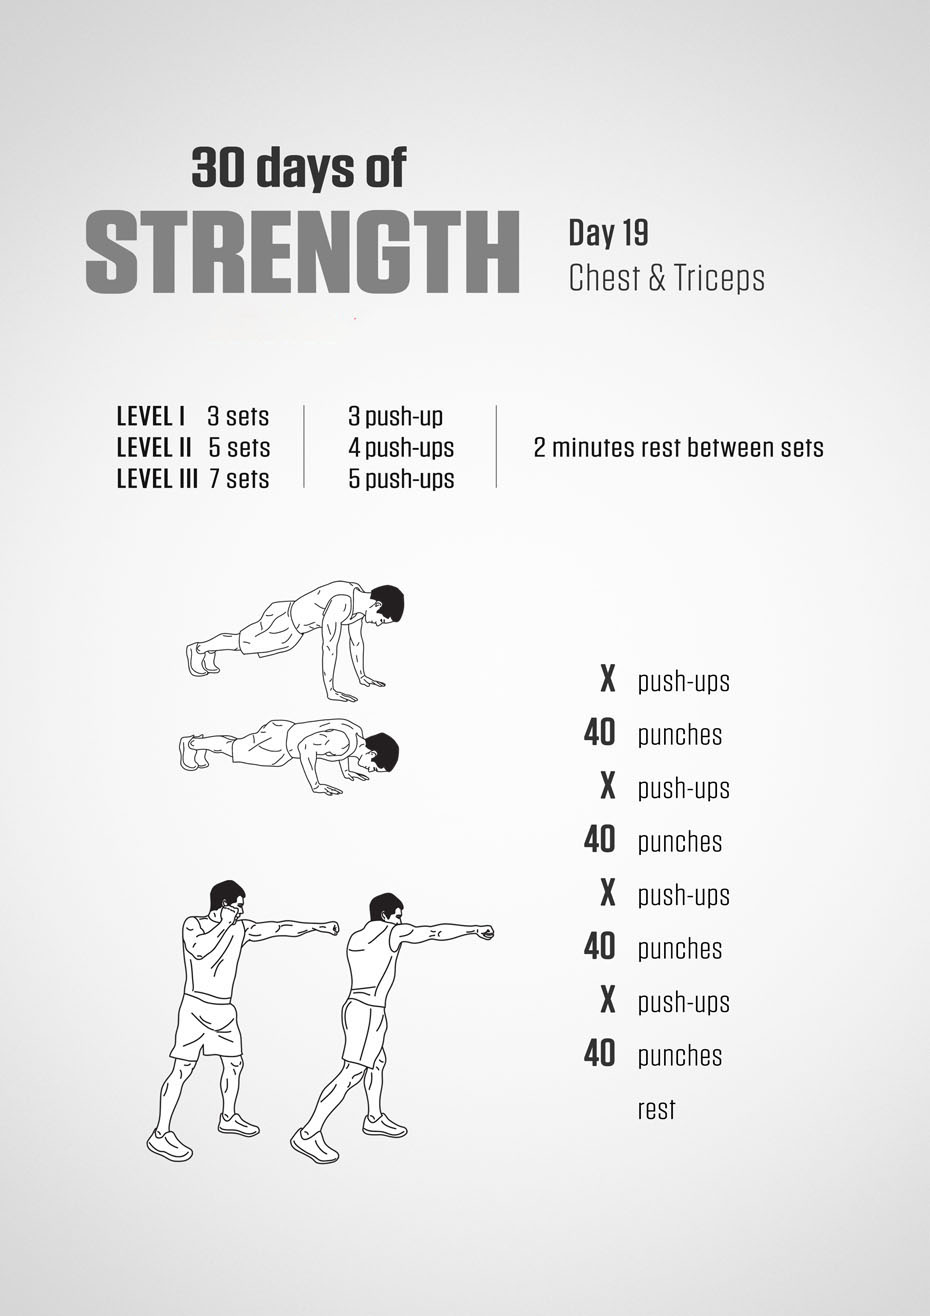 30 days of
STRENGTH
Day 19
Chest & Triceps
LEVEL I 3 sets
LEVEL II 5 sets
LEVEL III 7 sets
3 push-up
4 push-ups
5 push-ups
2 minutes rest between sets
X push-ups
40 punches
X push-ups
40 punches
X push-ups
40 punches
X push-ups
40 punches
rest